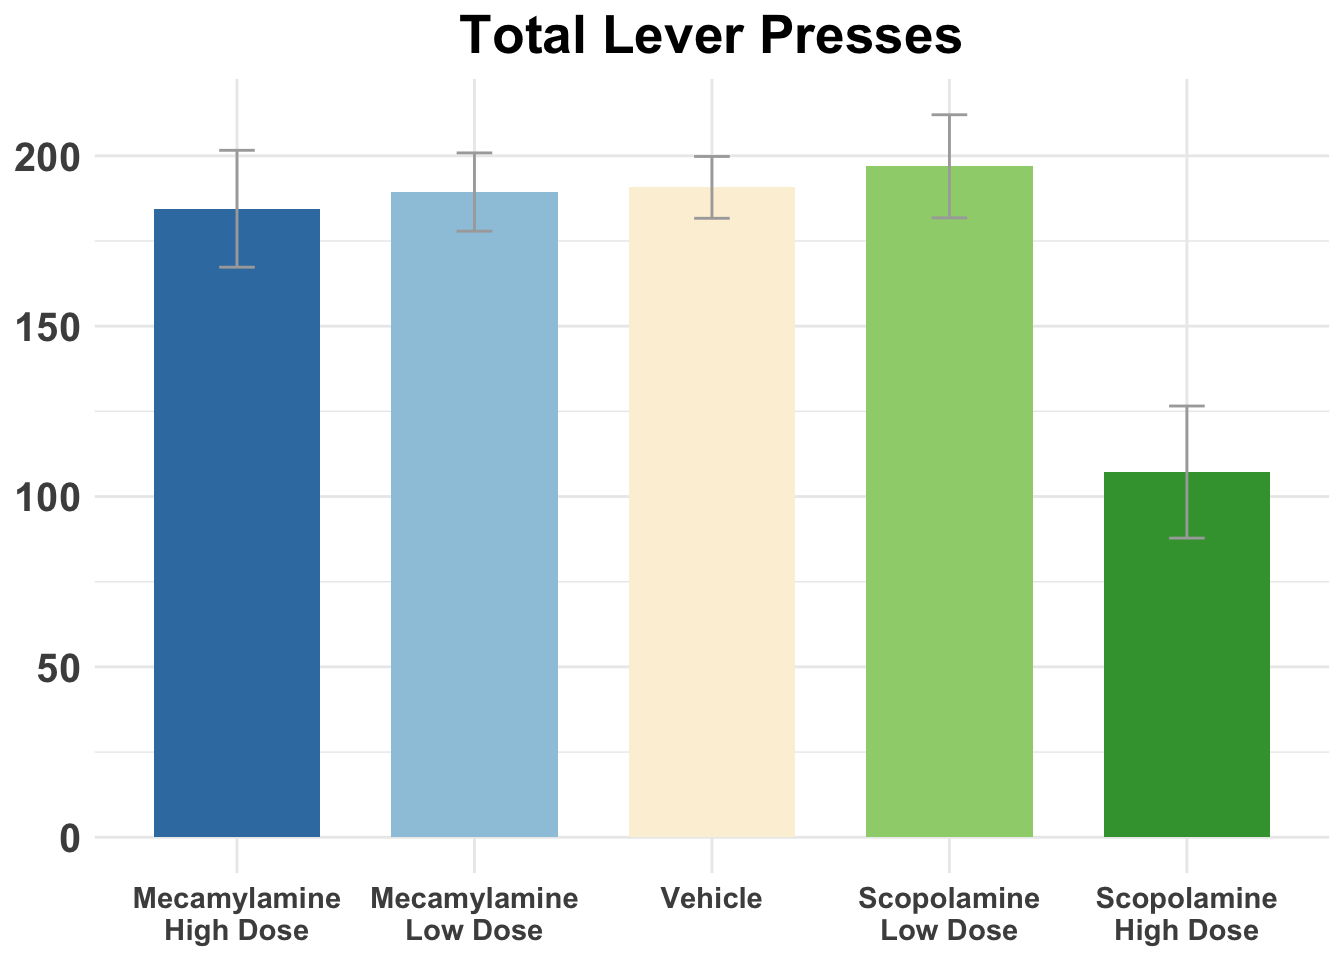 Total Lever Presses
200
150
100
50
0
Mecamylamine
High Dose
Mecamylamine
Low Dose
Vehicle
Scopolamine
Low Dose
Scopolamine
High Dose